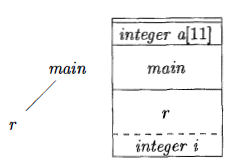 main
r
integer a[11]
main
r
integer i